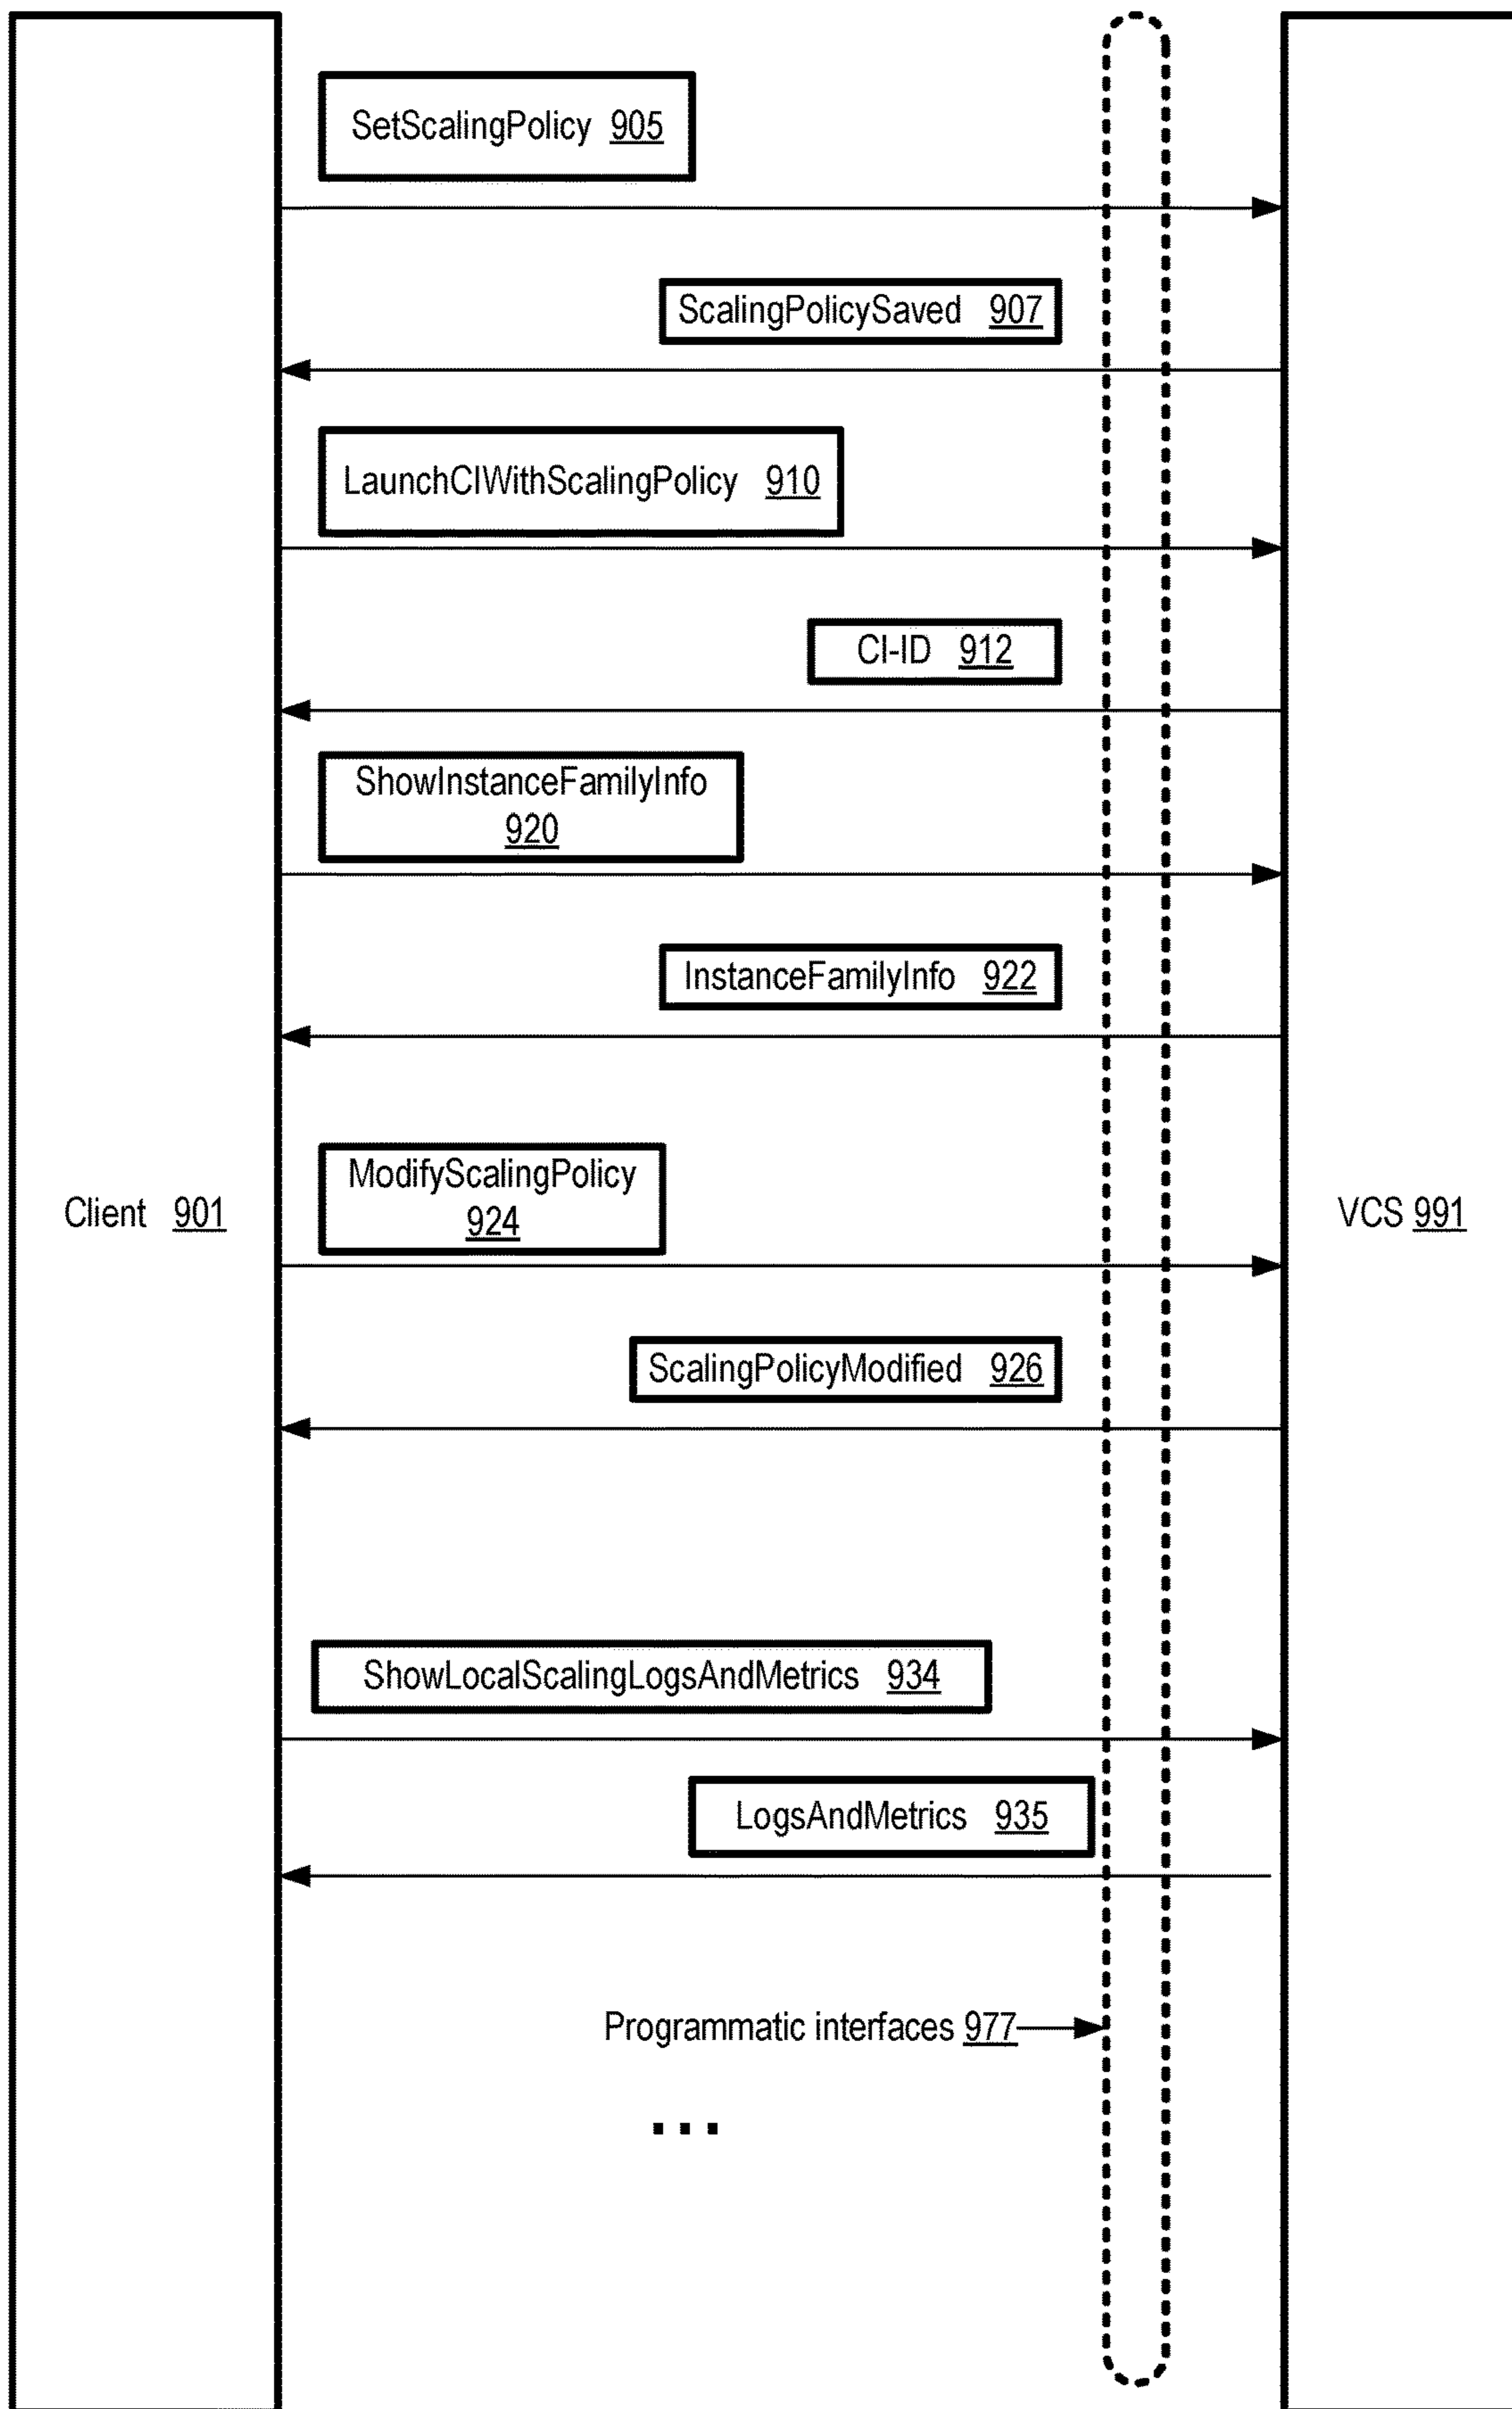 SetScalingPolicy 905
ScalingPolicySaved 907
LaunchCIWithScalingPolicy 910
CI-ID 912
ShowInstanceFamilyInfo
920
InstanceFamilyInfo 922
ModifyScalingPolicy
924
Client 901
VCS 991
ScalingPolicyModified 926
ShowLocalScalingLogsAndMetrics 934
LogsAndMetrics 935
Programmatic interfaces 977
...